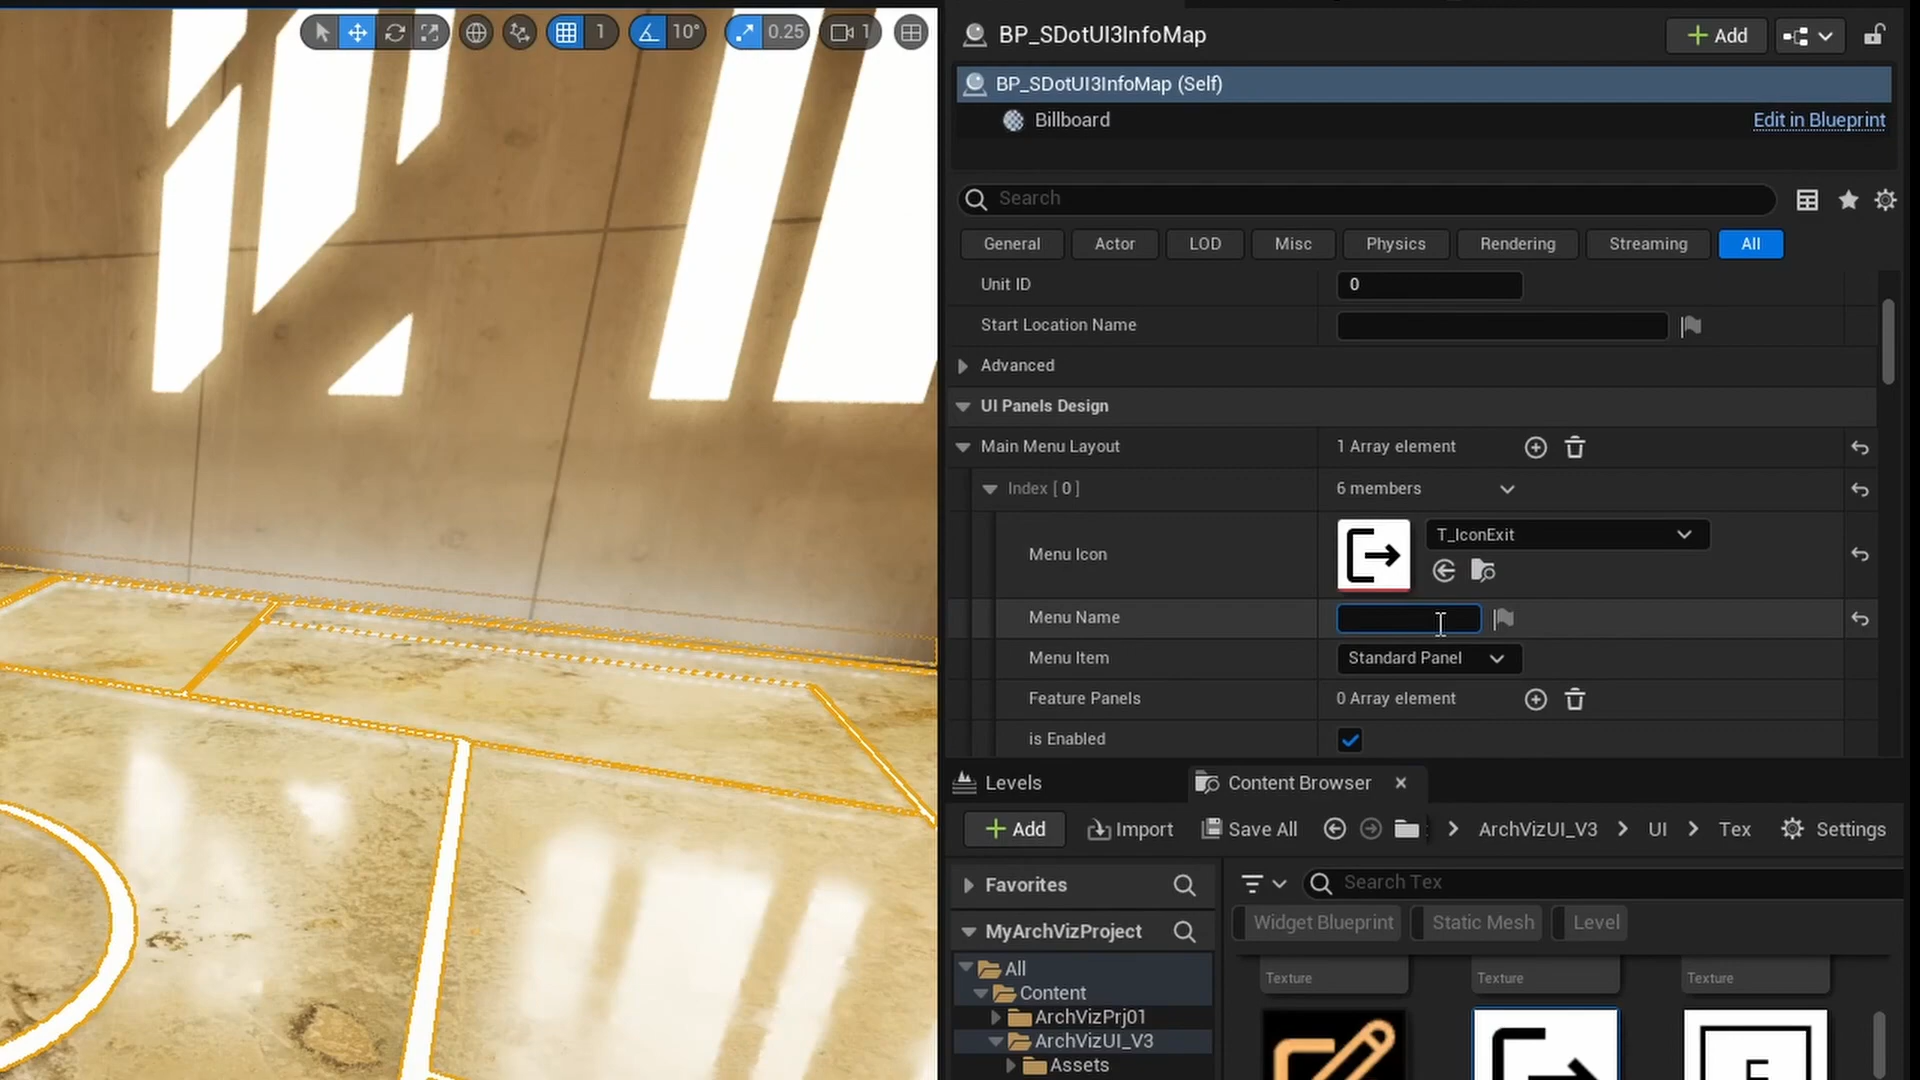 1
10°
0.25
1
BP_SDotUI3InfoMap
Add
BP_SDotUI3InfoMap (Self)
Billboard
Edit in Blueprint
Search
General
Actor
LOD
Misc
Physics
Rendering
Streaming
All
Unit ID
0
Start Location Name
Advanced
UI Panels Design
Main Menu Layout
1 Array element
Index [ 0 ]
6 members
Menu Icon
T_IconExit
Menu Name
Menu Item
Standard Panel
Feature Panels
0 Array element
is Enabled
Levels
Content Browser
Add
Import
Save All
ArchVizUI_V3
UI
Tex
Settings
Favorites
Search Tex
Widget Blueprint
Static Mesh
Level
MyArchVizProject
All
Content
ArchVizPrj01
ArchVizUI_V3
Assets
Texture
Texture
Texture